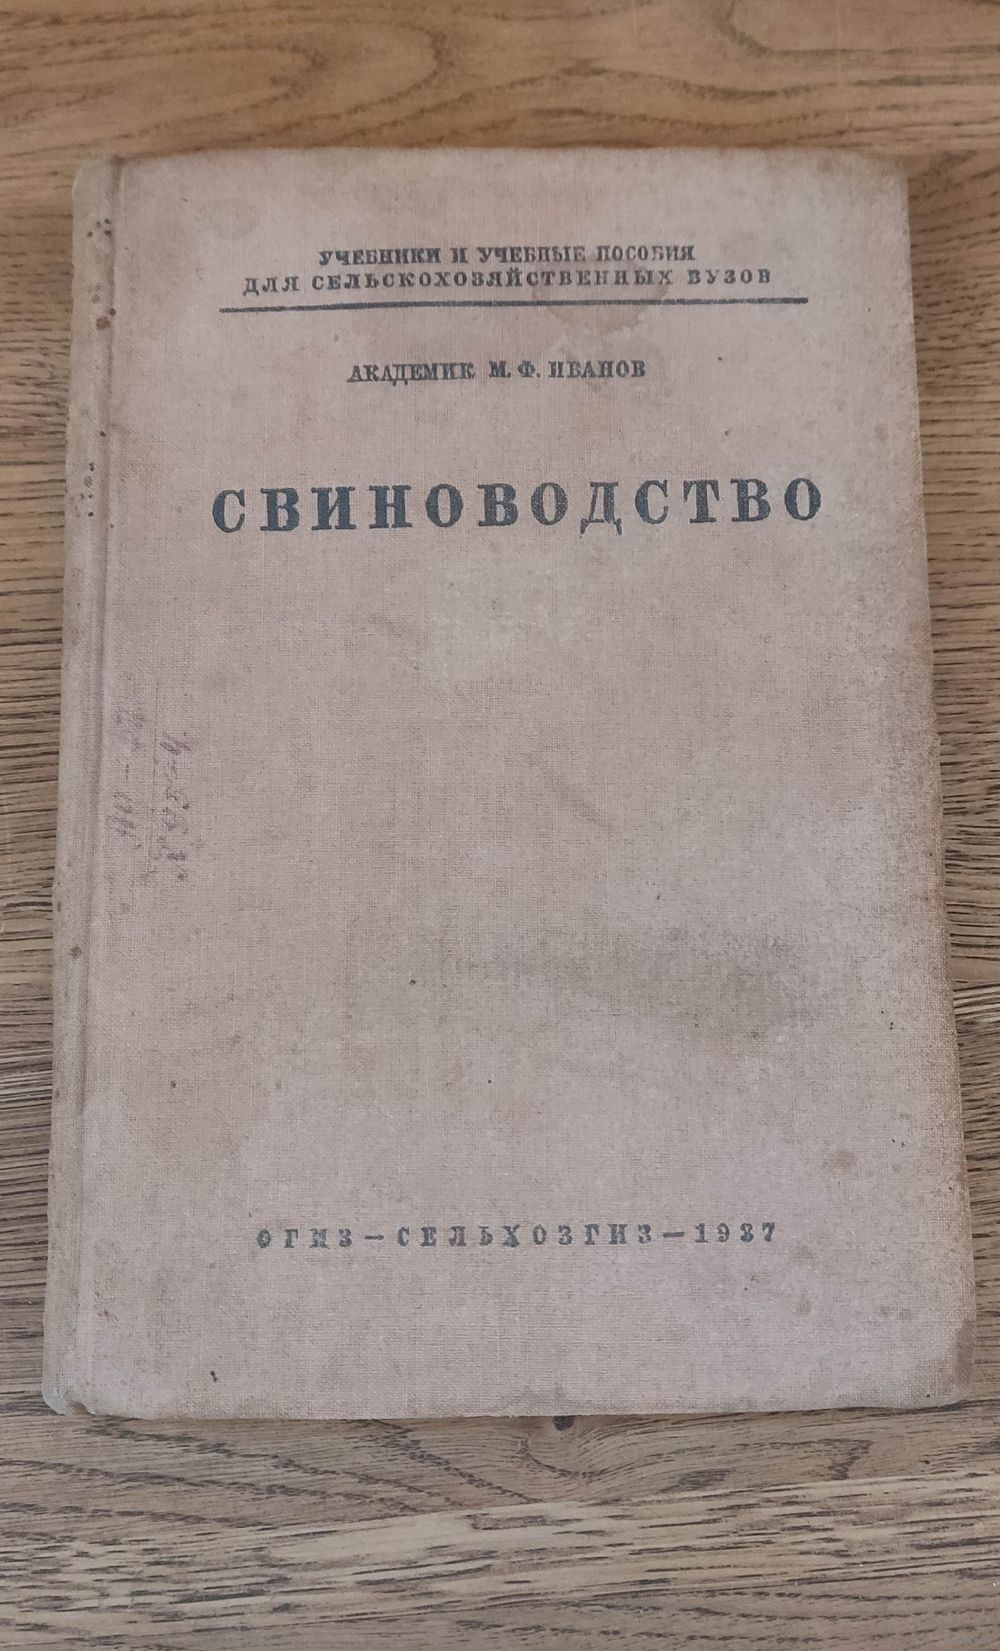 УЧЕБНИКИ И УЧЕБНЫЕ ПОСОБИЯ
ДЛЯ СЕЛЬСКОХОЗЯЙСТВЕННЫХ ВУЗОВ
АКАДЕМИК М. Ф. ИВАНОВ
СВИНОВОДСТВО
ОГИЗ—СЕЛЬХОЗГИЗ—1937